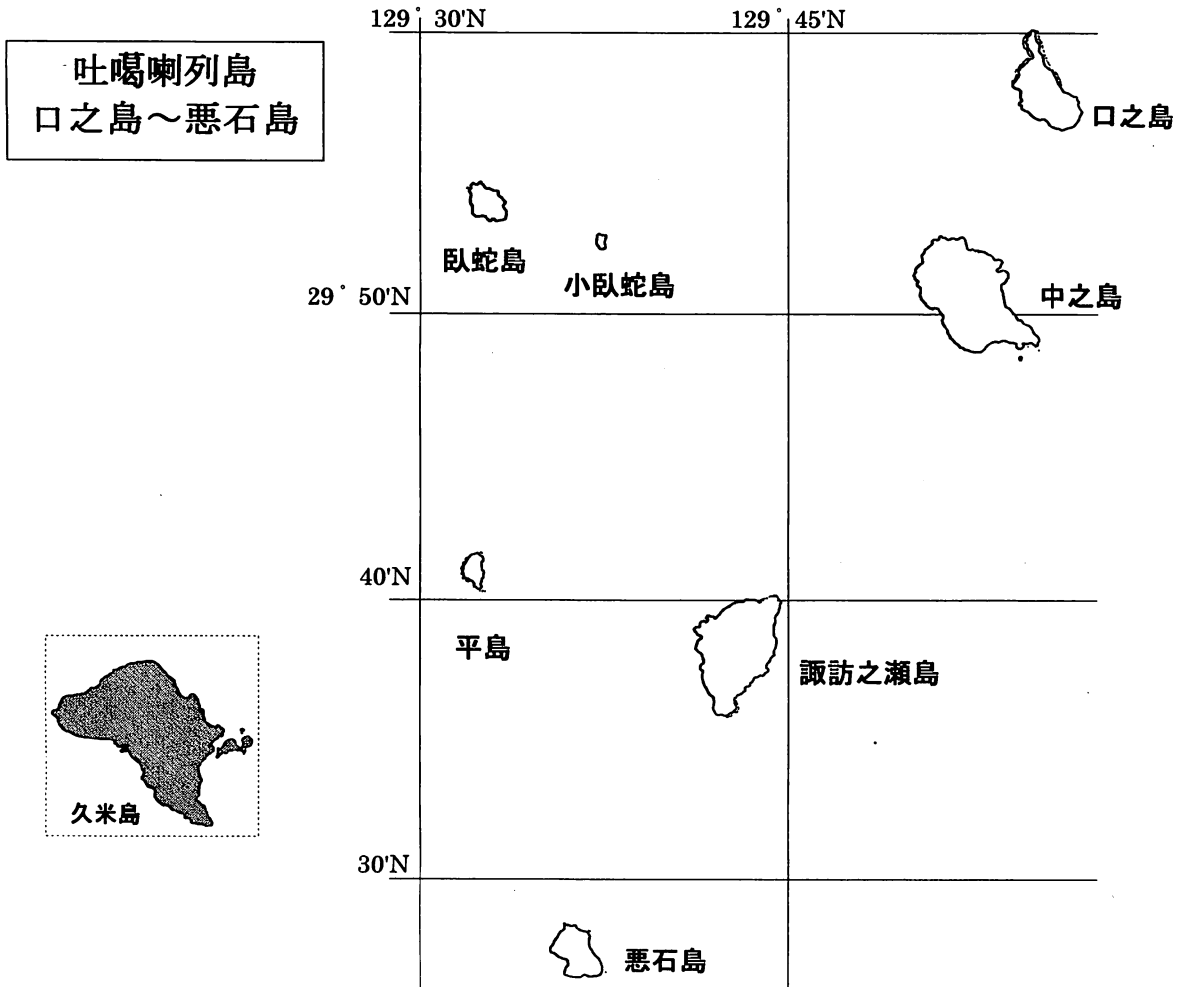 129° 30'N
129° 45'N
吐噶喇列島
口之島～悪石島
口之島
臥蛇島
小臥蛇島
29° 50'N
中之島
40'N
平島
諏訪之瀬島
久米島
30'N
悪石島